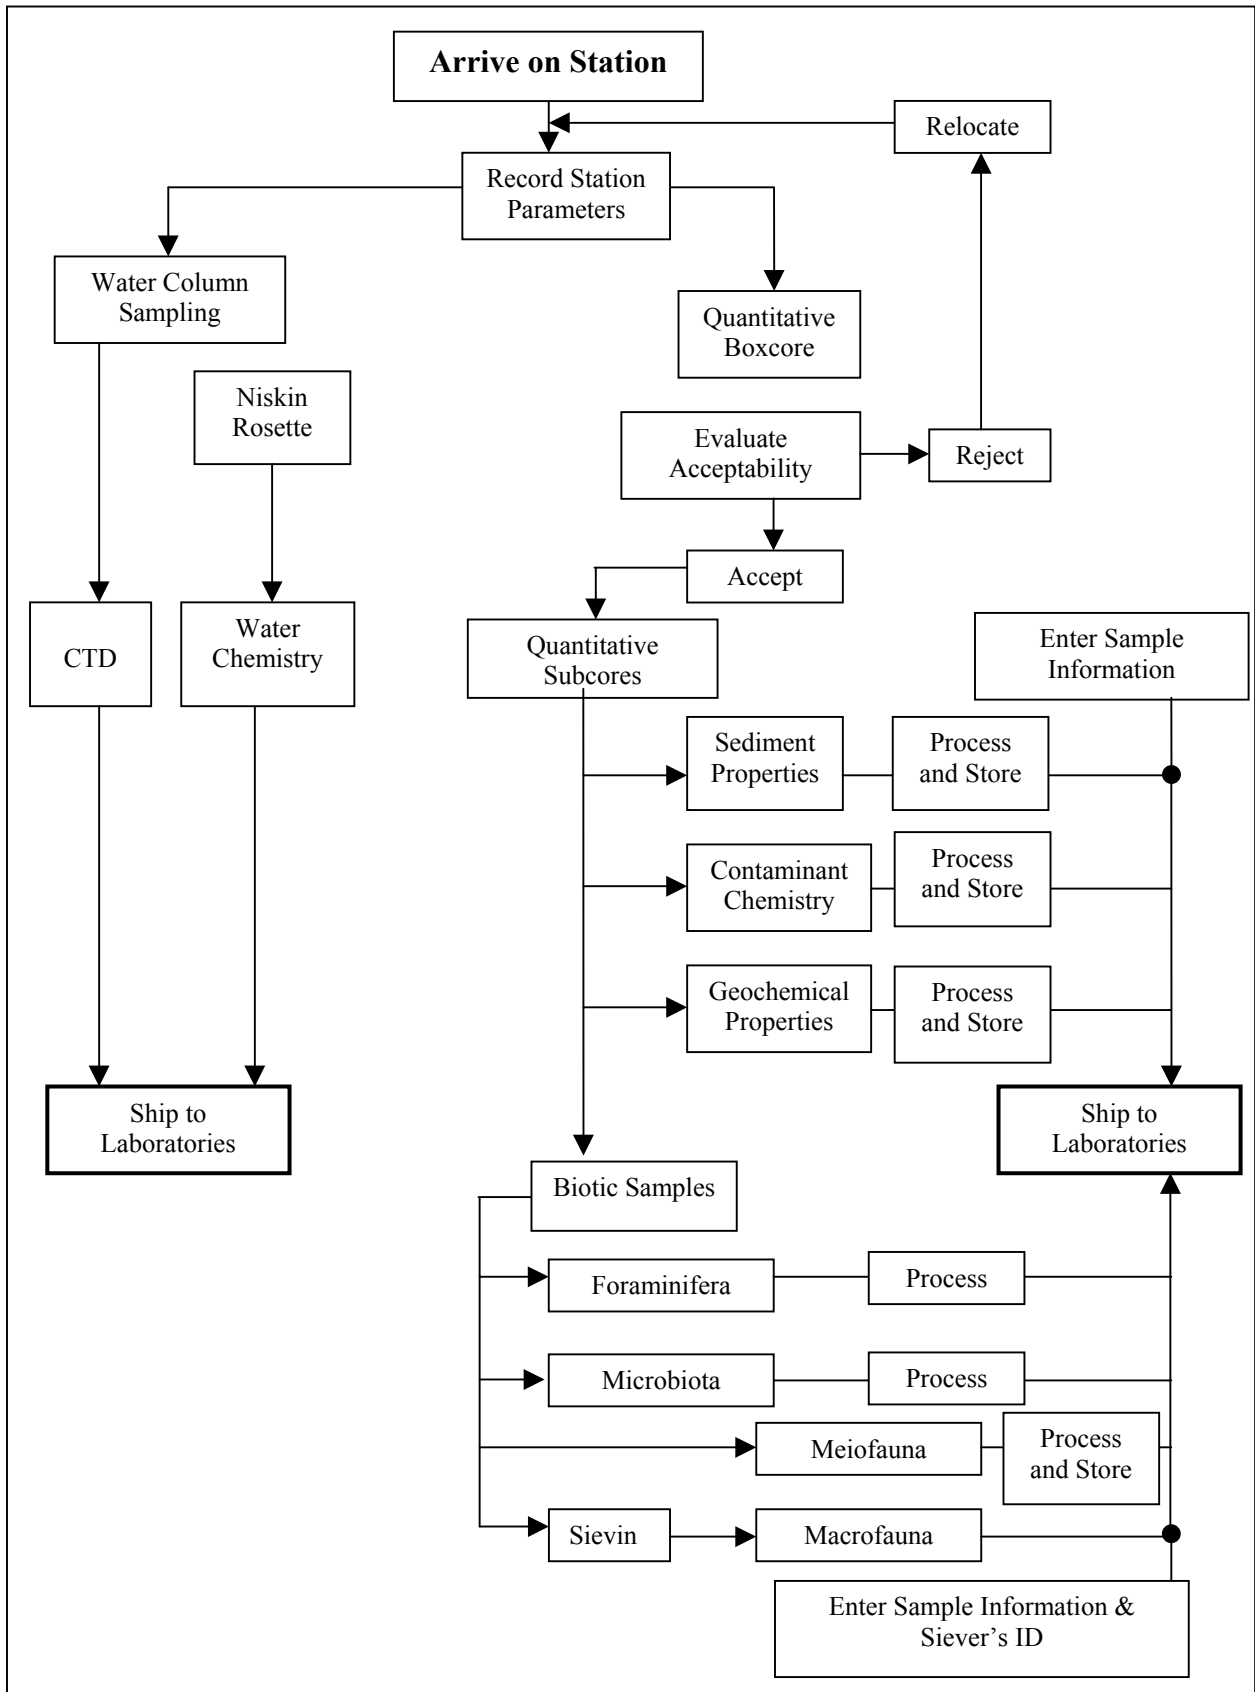 Arrive on Station
Relocate
Record Station
Parameters
Water Column
Sampling
Quantitative
Boxcore
Niskin
Rosette
Evaluate
Acceptability
Reject
Accept
CTD
Water
Chemistry
Quantitative
Subcores
Enter Sample
Information
Sediment
Properties
Process
and Store
Contaminant
Chemistry
Process
and Store
Geochemical
Properties
Process
and Store
Ship to
Laboratories
Ship to
Laboratories
Biotic Samples
Foraminifera
Process
Microbiota
Process
Meiofauna
Process
and Store
Sievin
Macrofauna
Enter Sample Information &
Siever’s ID